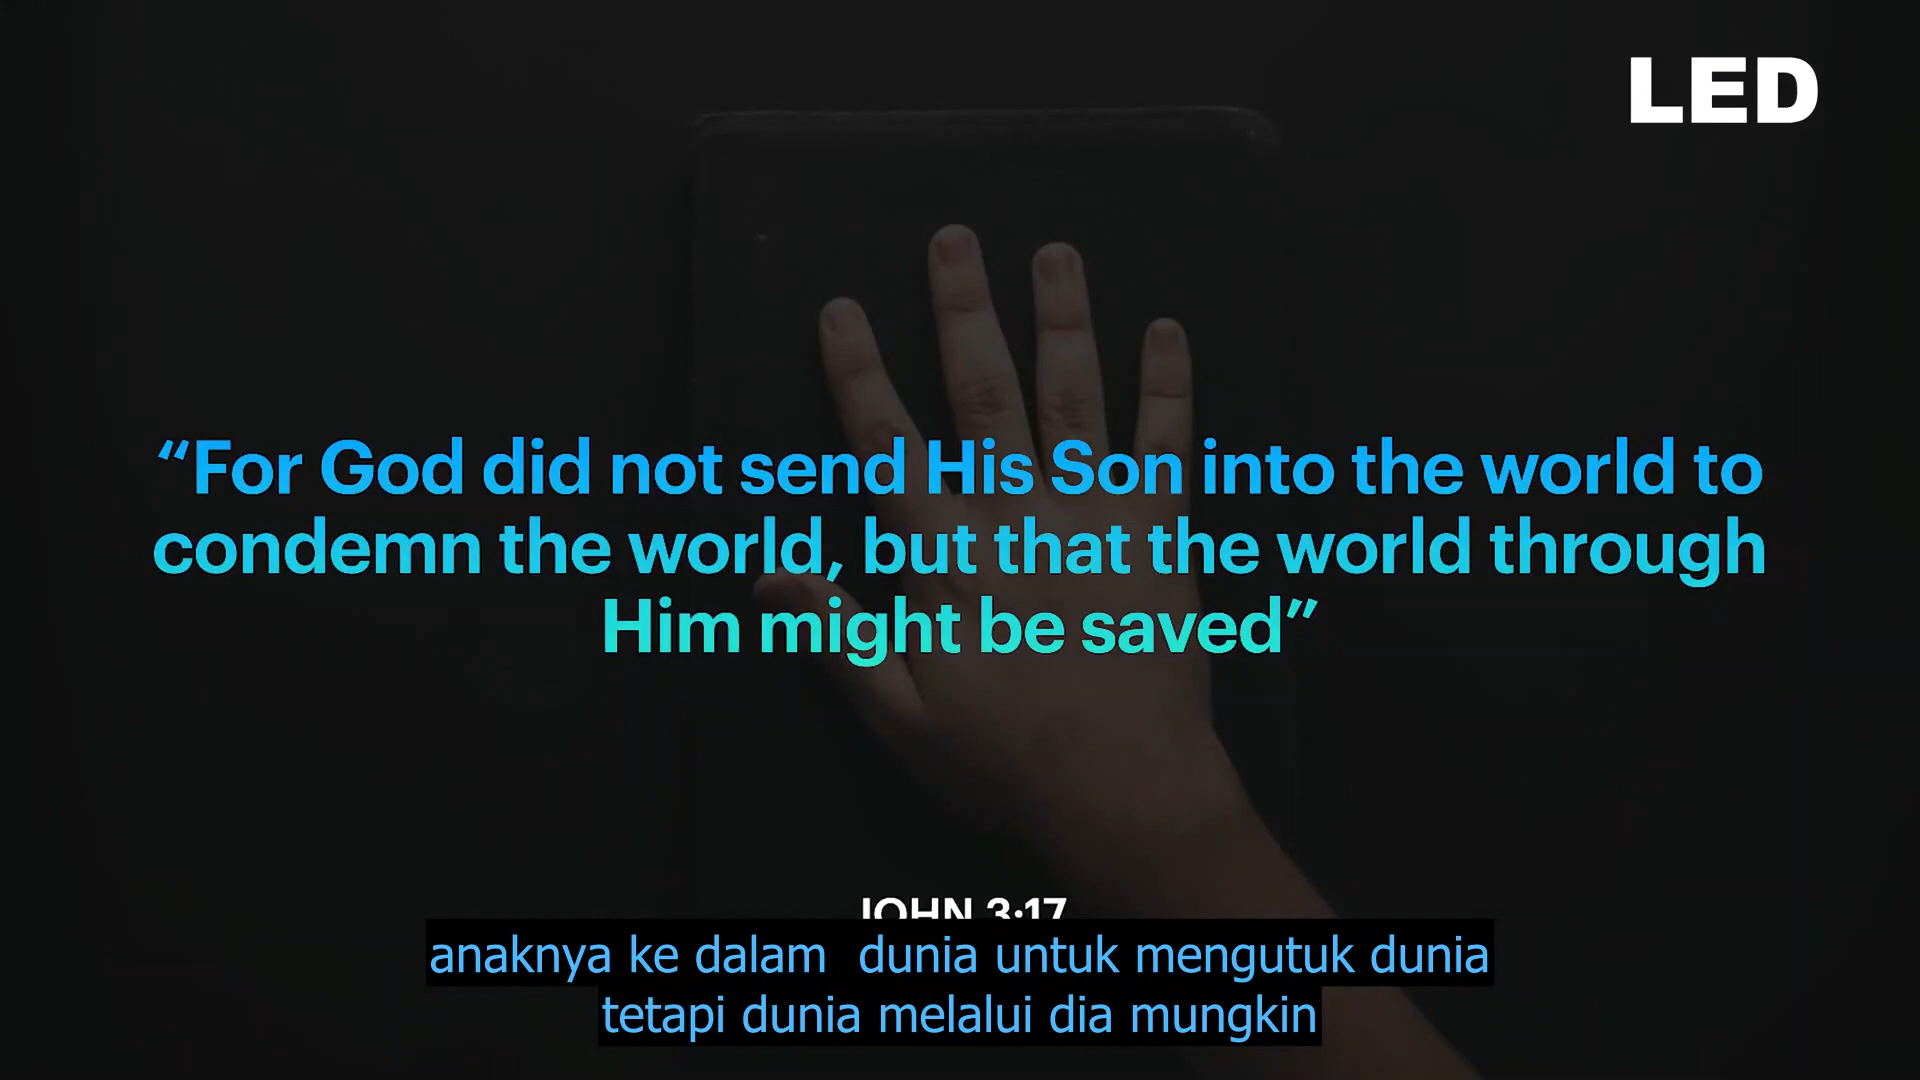 LED
“For God did not send His Son into the world to
condemn the world, but that the world through
Him might be saved”
JOHN 3:17
anaknya ke dalam  dunia untuk mengutuk dunia
tetapi dunia melalui dia mungkin